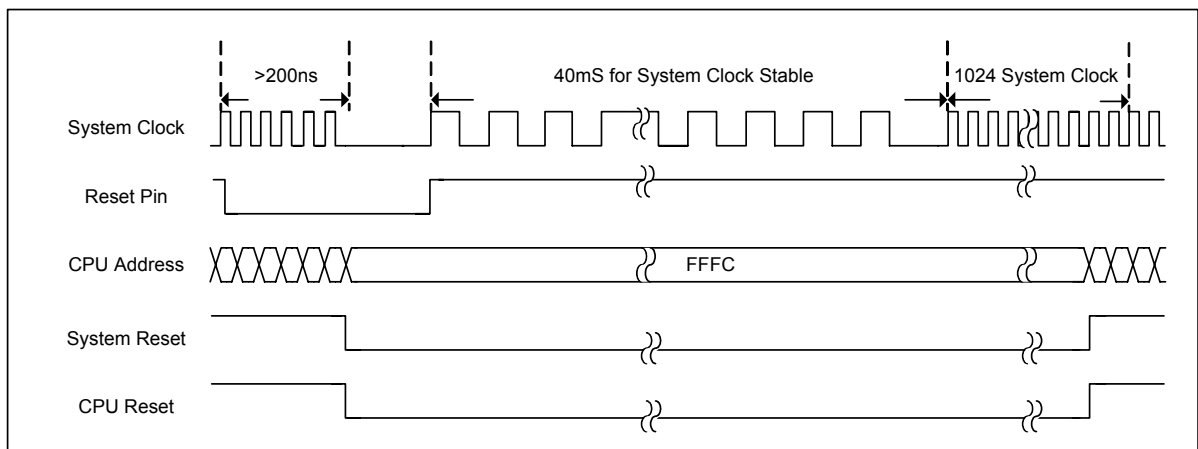 >200ns
40mS for System Clock Stable
1024 System Clock
System Clock
Reset Pin
CPU Address
FFFC
System Reset
CPU Reset